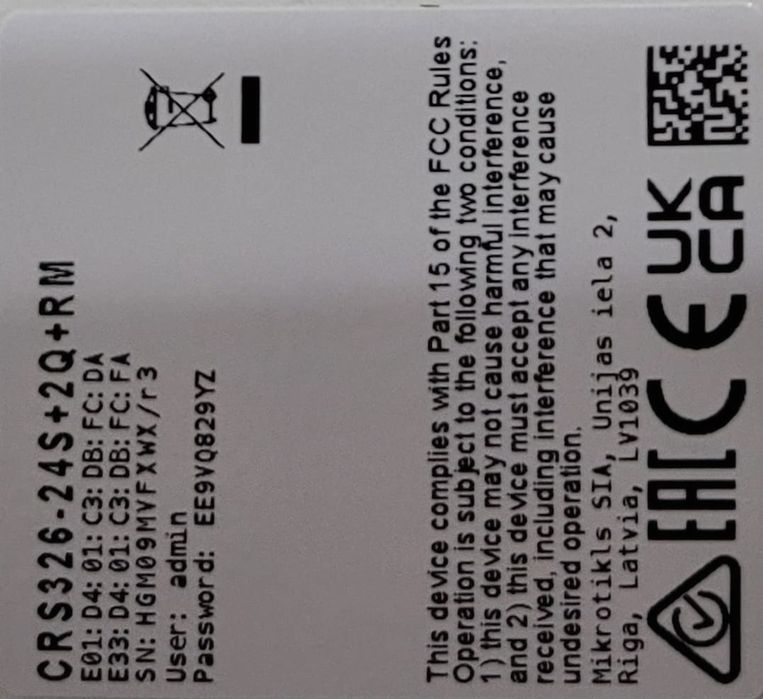 CRS326-24S+2Q+RM
E01: D4: 01: C3: DB: FC: DA
E33: D4: 01: C3: DB: FC: FA
SN: HGM09MVFXWX/r3
User: admin
Password: EE9VQ829YZ
This device complies with Part 15 of the FCC Rules
Operation is subject to the following two conditions:
1) this device may not cause harmful interference,
and 2) this device must accept any interference
received, including interference that may cause
undesired operation.
Mikrotikls SIA, Unijas iela 2,
Riga, Latvia, LV1039
EAC CE UK
CA